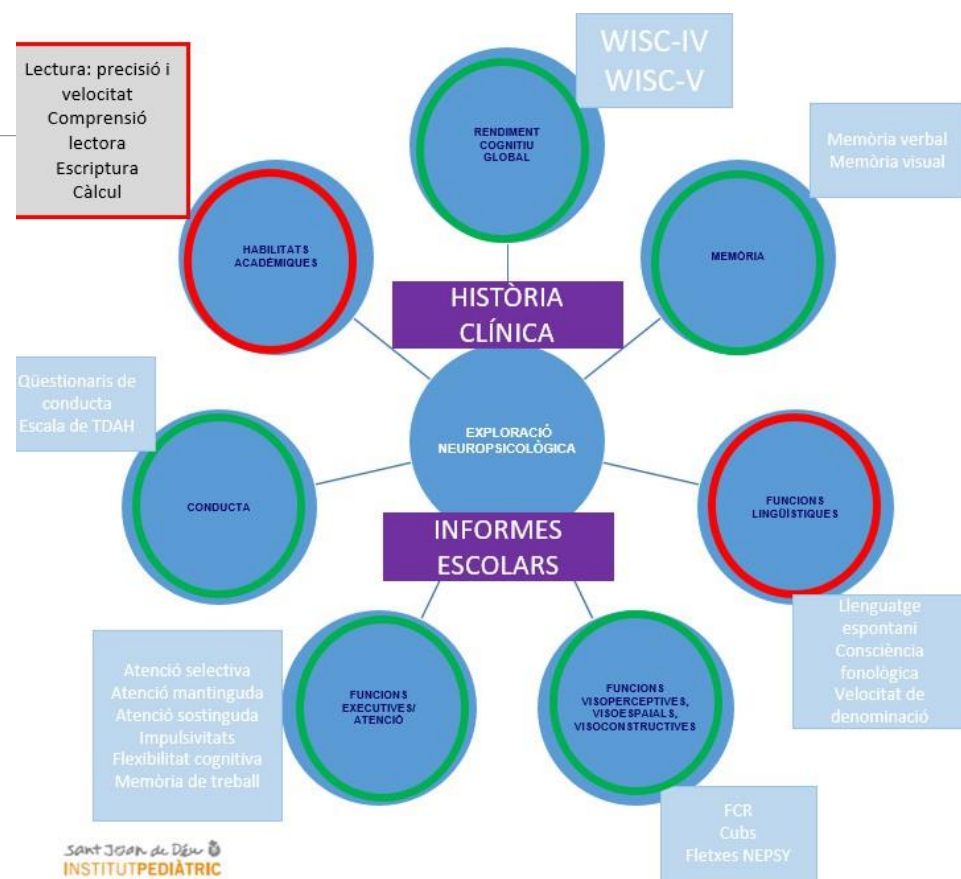 WISC-IV
WISC-V
Lectura: precisió i
velocitat
Comprensió
lectora
Escriptura
Càlcul
RENDIMENT
COGNITIU
GLOBAL
Memòria verbal
Memòria visual
HABILITATS
ACADÈMIQUES
MEMÒRIA
HISTÒRIA
CLÍNICA
Qüestionaris de
conducta
Escala de TDAH
EXPLORACIÓ
NEUROPSICOLÒGICA
CONDUCTA
FUNCIONS
LINGÜÍSTIQUES
INFORMES
ESCOLARS
Llenguatge
espontani
Consciència
fonològica
Velocitat de
denominació
Atenció selectiva
Atenció mantinguda
Atenció sostinguda
Impulsivitats
Flexibilitat cognitiva
Memòria de treball
FUNCIONS
EXECUTIVES/
ATENCIÓ
FUNCIONS
VISOPERCEPTIVES,
VISOESPAIALS,
VISOCONSTRUCTIVES
FCR
Cubs
Fletxes NEPSY
Sant Joan de Déu
INSTITUTPEDIÀTRIC